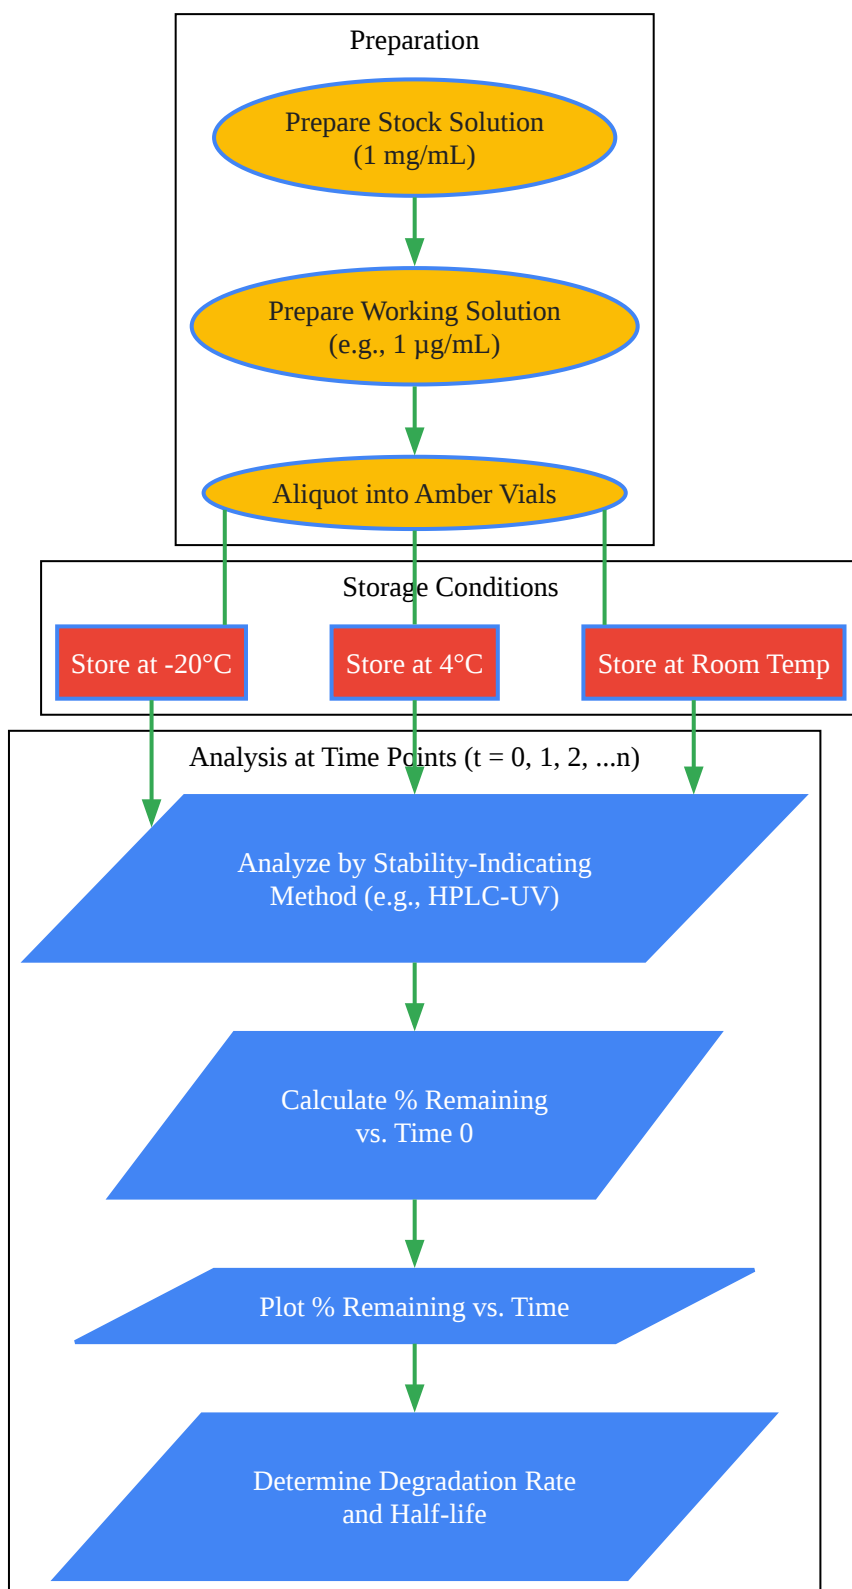 Preparation
Prepare Stock Solution
(1 mg/mL)
Prepare Working Solution
(e.g., 1 µg/mL)
Aliquot into Amber Vials
Storage Conditions
Store at -20°C
Store at 4°C
Store at Room Temp
Analysis at Time Points (t = 0, 1, 2, ...n)
Analyze by Stability-Indicating
Method (e.g., HPLC-UV)
Calculate % Remaining
vs. Time 0
Plot % Remaining vs. Time
Determine Degradation Rate
and Half-life